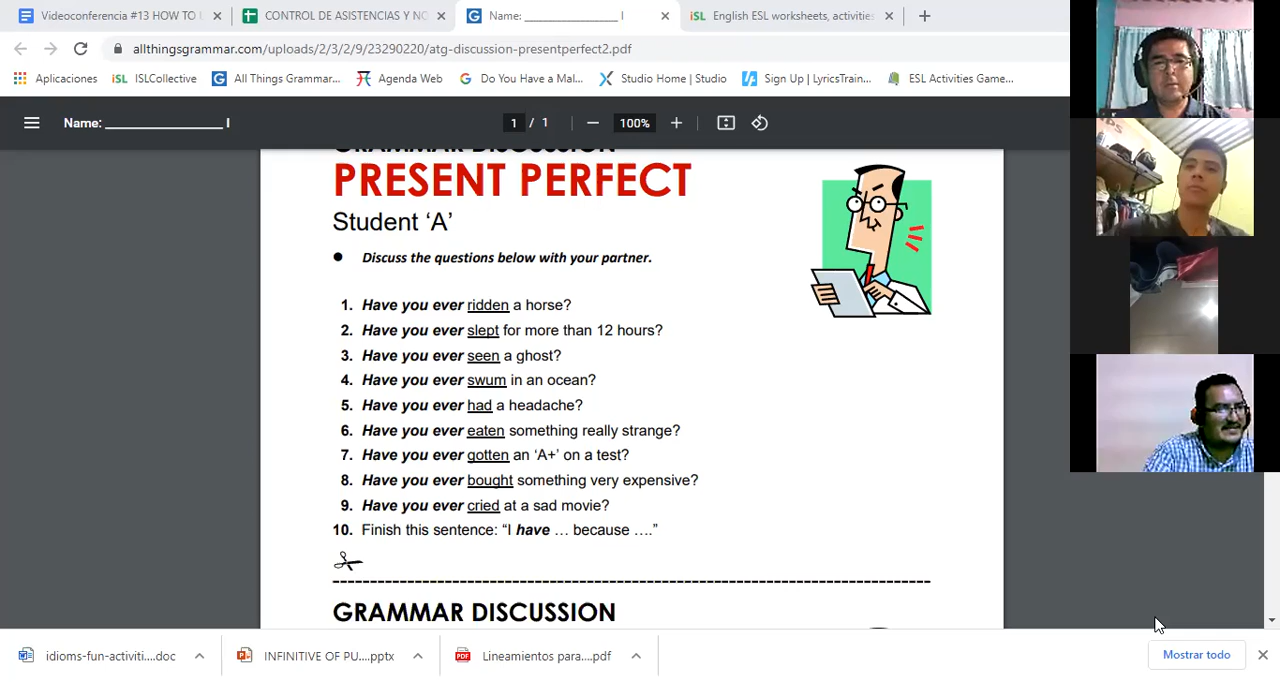 Videoconferencia #13 HOW TO
CONTROL DE ASISTENCIAS Y NO
Name: ________________ I
English ESL worksheets, activities
allthingsgrammar.com/uploads/2/3/2/9/23290220/atg-discussion-presentperfect2.pdf
Aplicaciones
iSLCollective
All Things Grammar...
Agenda Web
Do You Have a Mal...
Studio Home | Studio
Sign Up | LyricsTrain...
ESL Activities Game...
Name: ________________ I
1 / 1
100%
GRAMMAR DISCUSSION
PRESENT PERFECT
Student ‘A’
● Discuss the questions below with your partner.
1. Have you ever ridden a horse?
2. Have you ever slept for more than 12 hours?
3. Have you ever seen a ghost?
4. Have you ever swum in an ocean?
5. Have you ever had a headache?
6. Have you ever eaten something really strange?
7. Have you ever gotten an ‘A+’ on a test?
8. Have you ever bought something very expensive?
9. Have you ever cried at a sad movie?
10. Finish this sentence: “I have … because ….”
GRAMMAR DISCUSSION
idioms-fun-activiti....doc
INFINITIVE OF PU....pptx
Lineamientos para....pdf
Mostrar todo